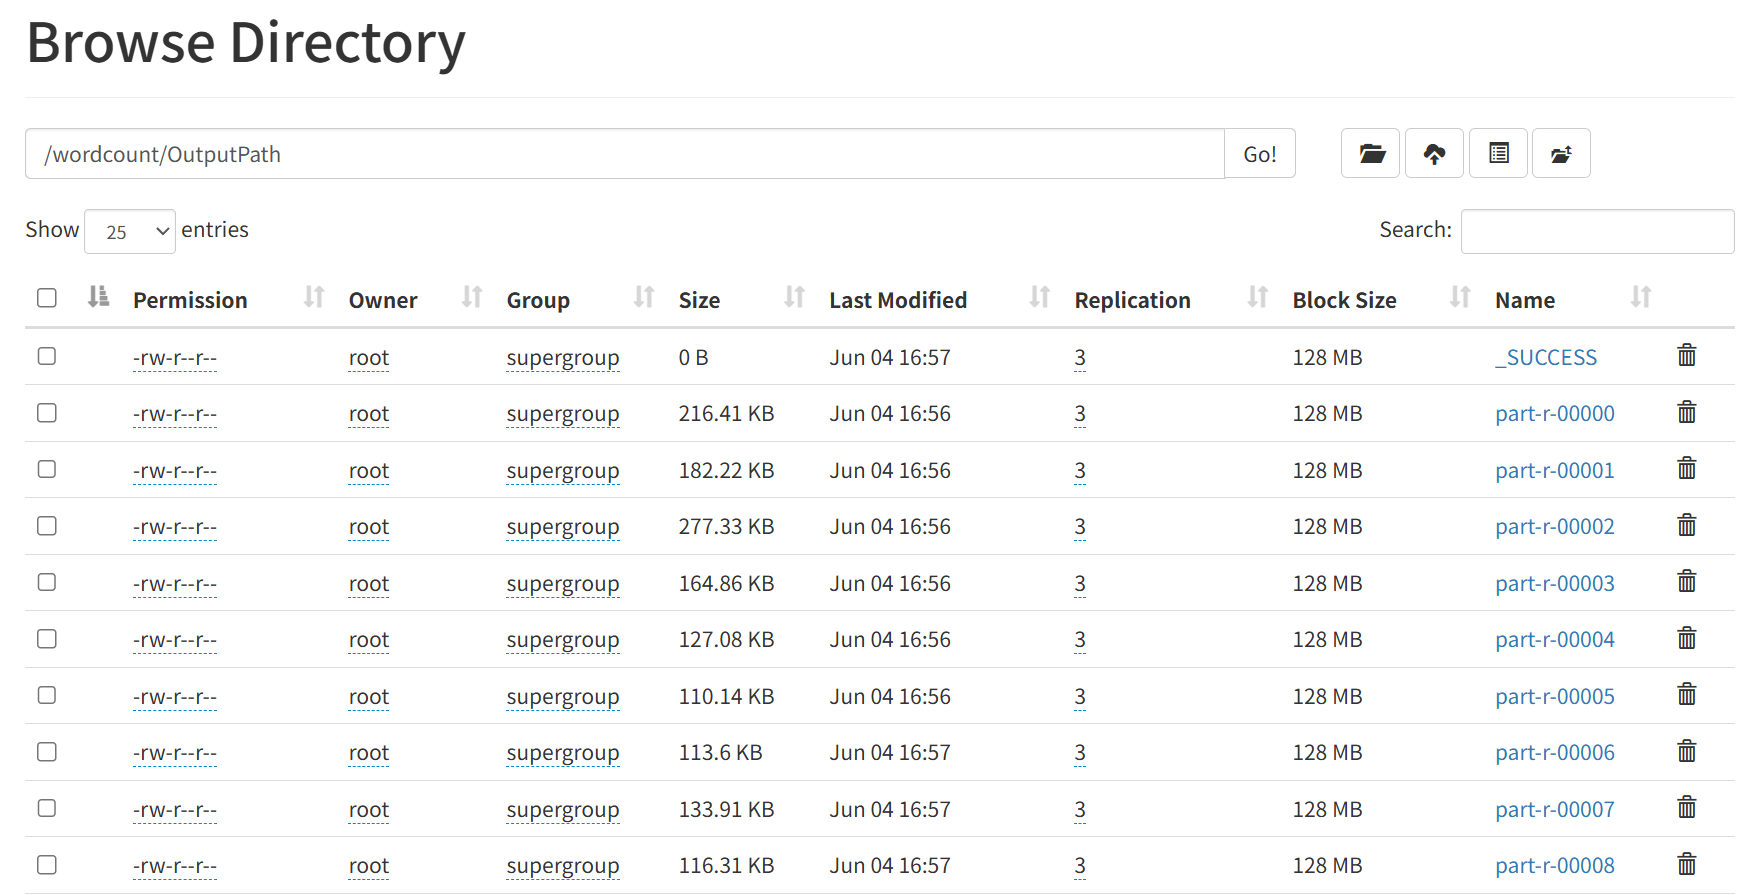 Browse Directory
/wordcount/OutputPath Go!
Show 25 entries Search:
Permission Owner Group Size Last Modified Replication Block Size Name
-rw-r--r-- root supergroup 0 B Jun 04 16:57 3 128 MB _SUCCESS
-rw-r--r-- root supergroup 216.41 KB Jun 04 16:56 3 128 MB part-r-00000
-rw-r--r-- root supergroup 182.22 KB Jun 04 16:56 3 128 MB part-r-00001
-rw-r--r-- root supergroup 277.33 KB Jun 04 16:56 3 128 MB part-r-00002
-rw-r--r-- root supergroup 164.86 KB Jun 04 16:56 3 128 MB part-r-00003
-rw-r--r-- root supergroup 127.08 KB Jun 04 16:56 3 128 MB part-r-00004
-rw-r--r-- root supergroup 110.14 KB Jun 04 16:56 3 128 MB part-r-00005
-rw-r--r-- root supergroup 113.6 KB Jun 04 16:57 3 128 MB part-r-00006
-rw-r--r-- root supergroup 133.91 KB Jun 04 16:57 3 128 MB part-r-00007
-rw-r--r-- root supergroup 116.31 KB Jun 04 16:57 3 128 MB part-r-00008